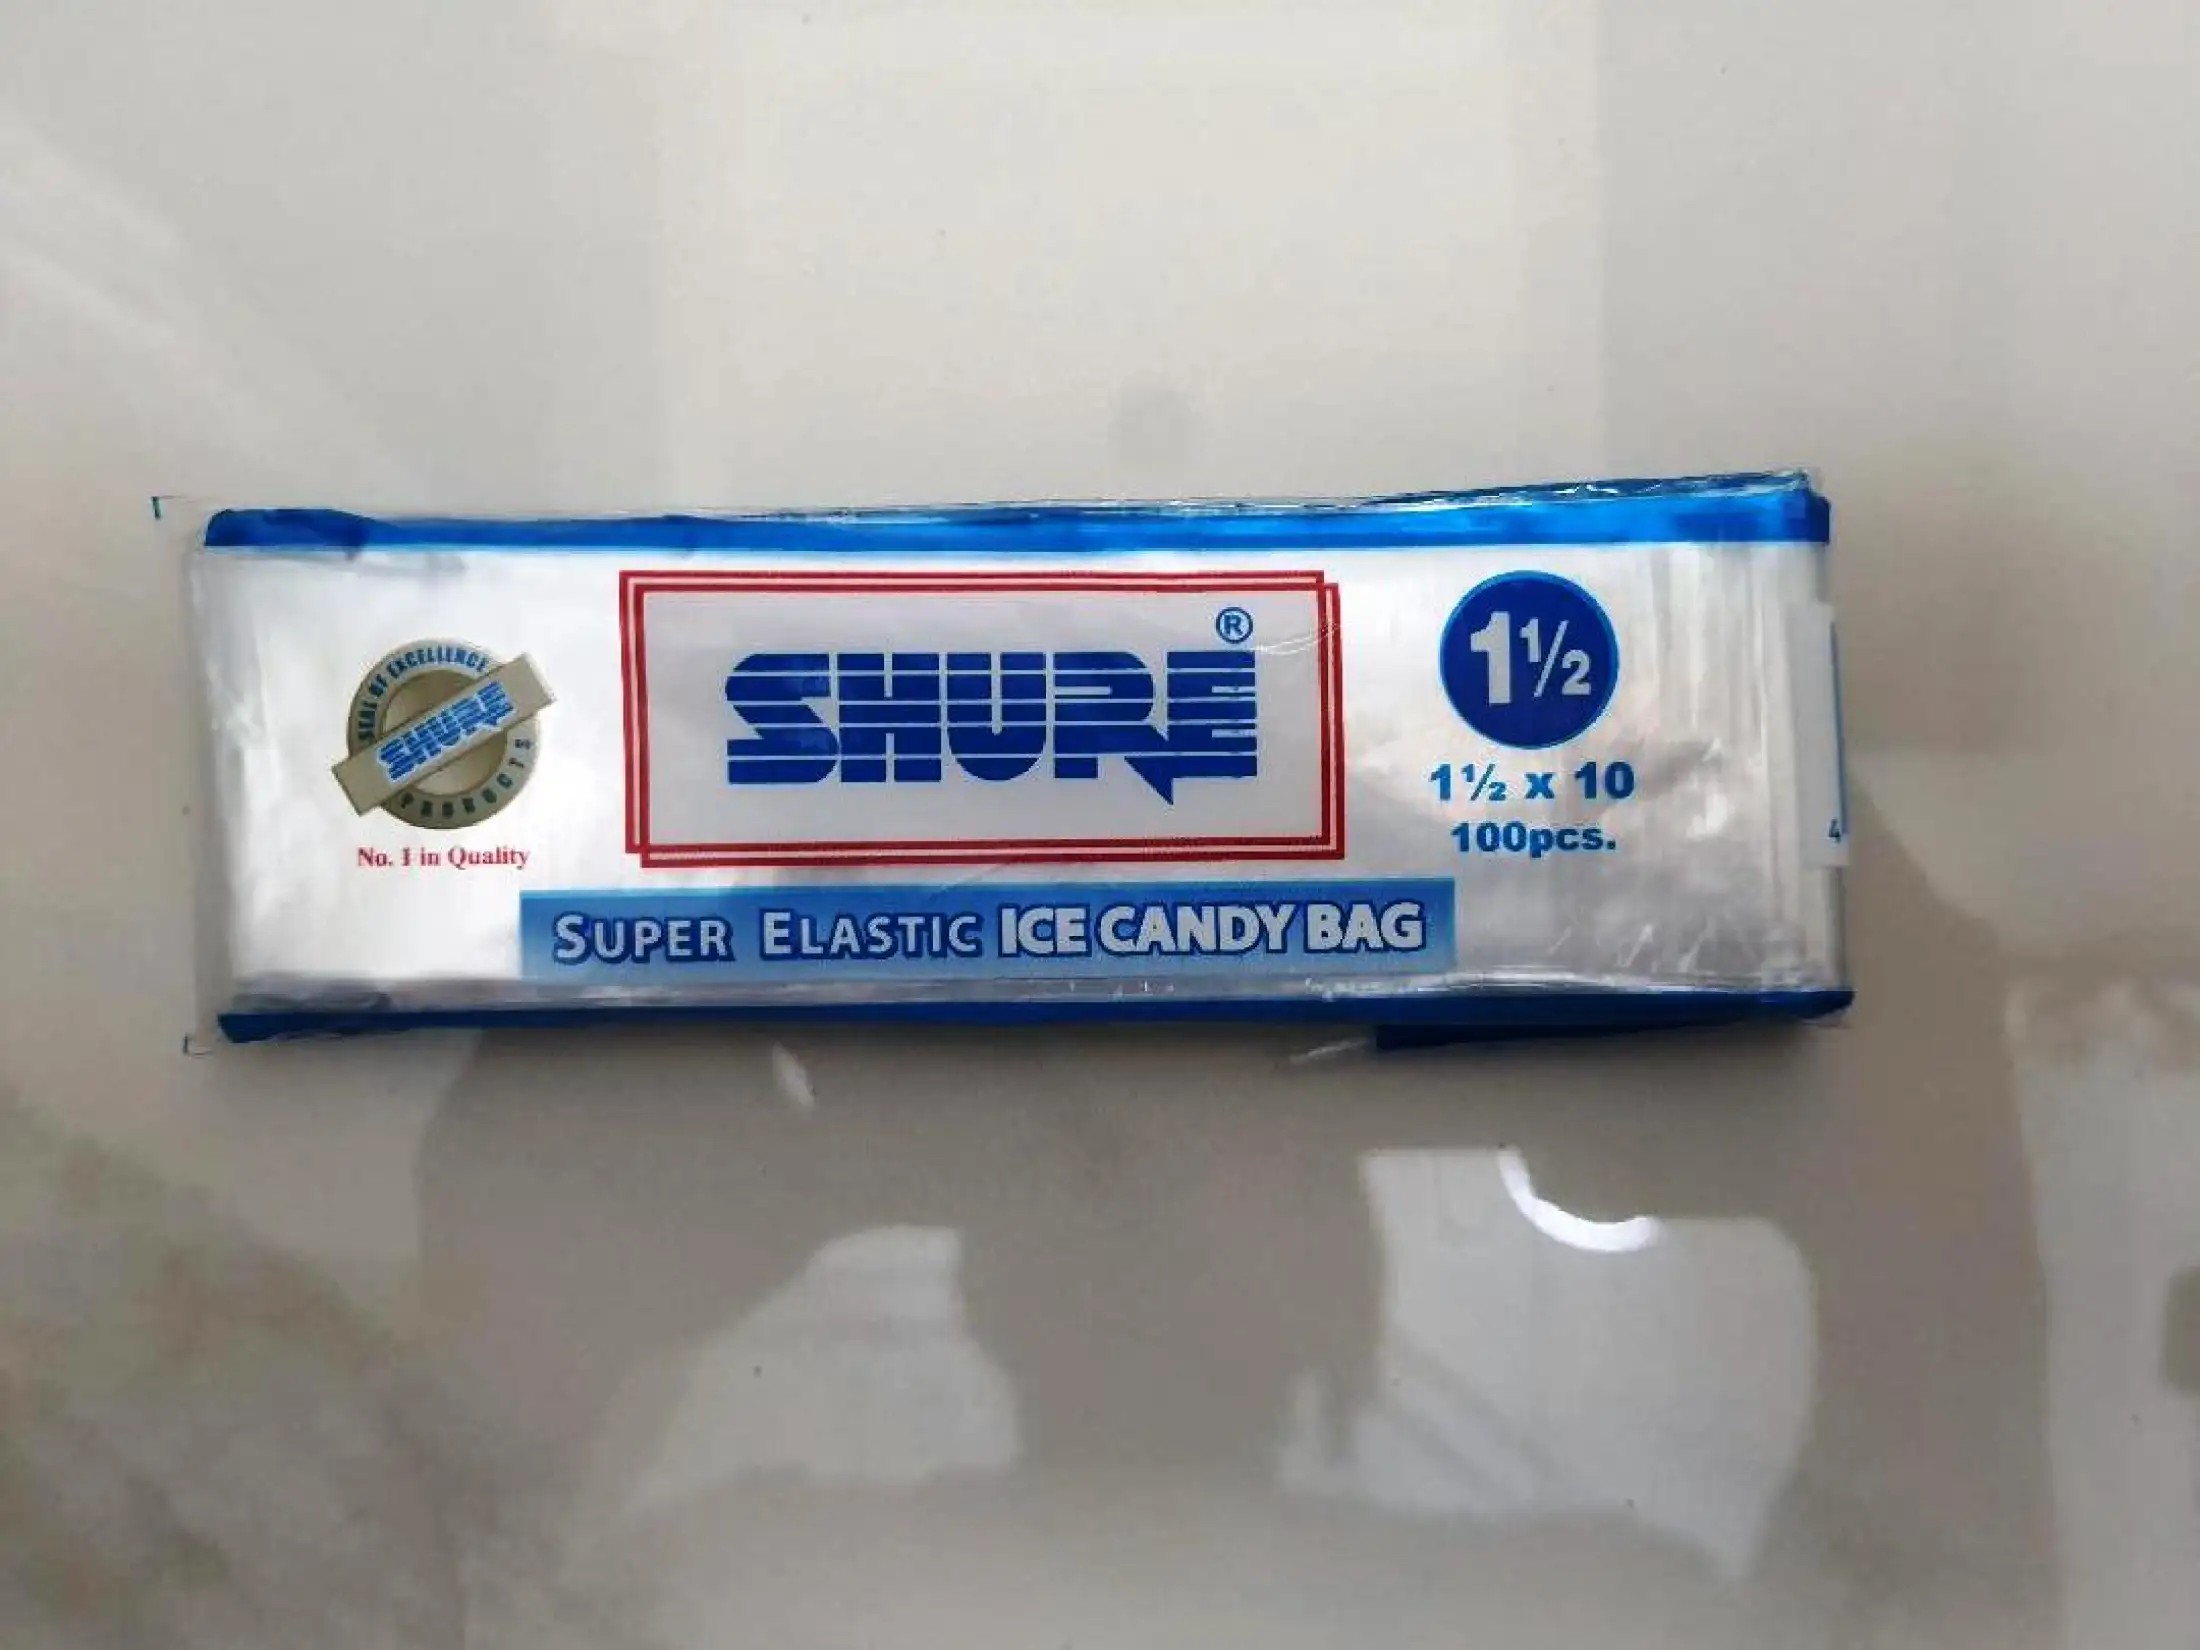 SEAL OF EXCELLENCE
SHURE
PRODUCTS
No. 1 in Quality
SHURE®
SUPER ELASTIC ICE CANDY BAG
1½
1½ x 10
100pcs.
4